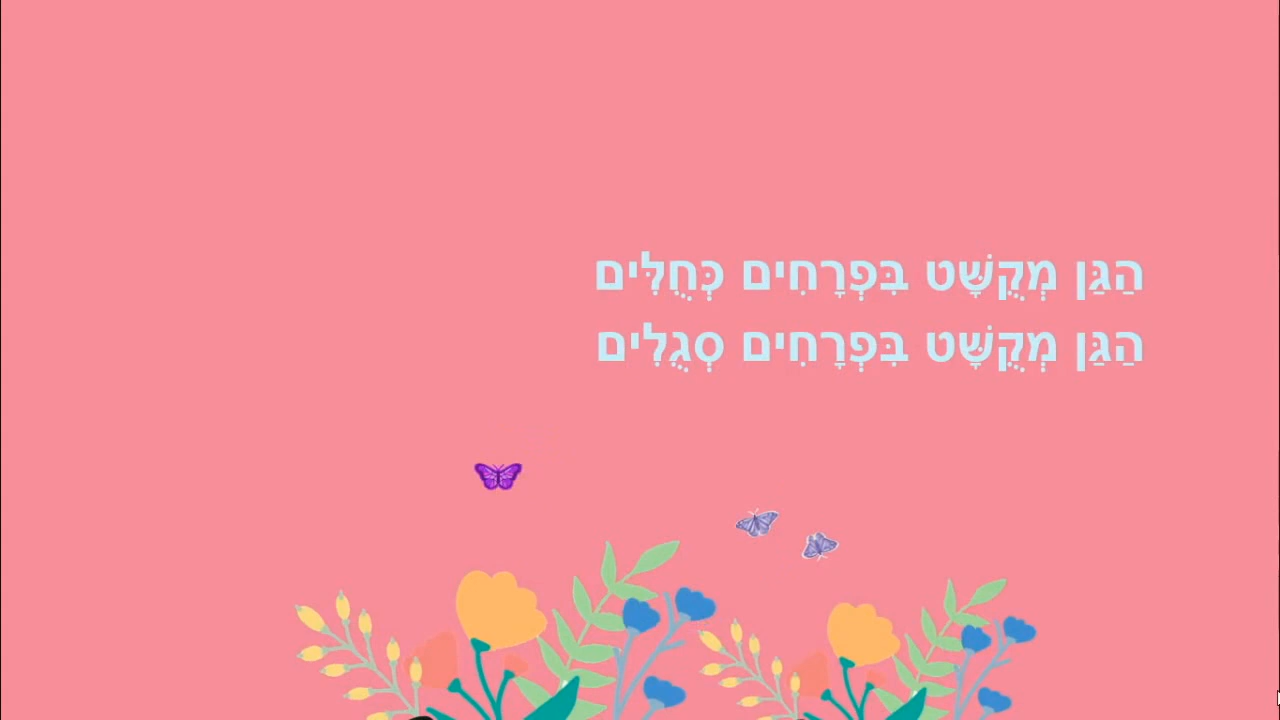 הַגַּן מְקֻשָּׁט בִּפְרָחִים כְּחֻלִּים
הַגַּן מְקֻשָּׁט בִּפְרָחִים סְגֻלִים